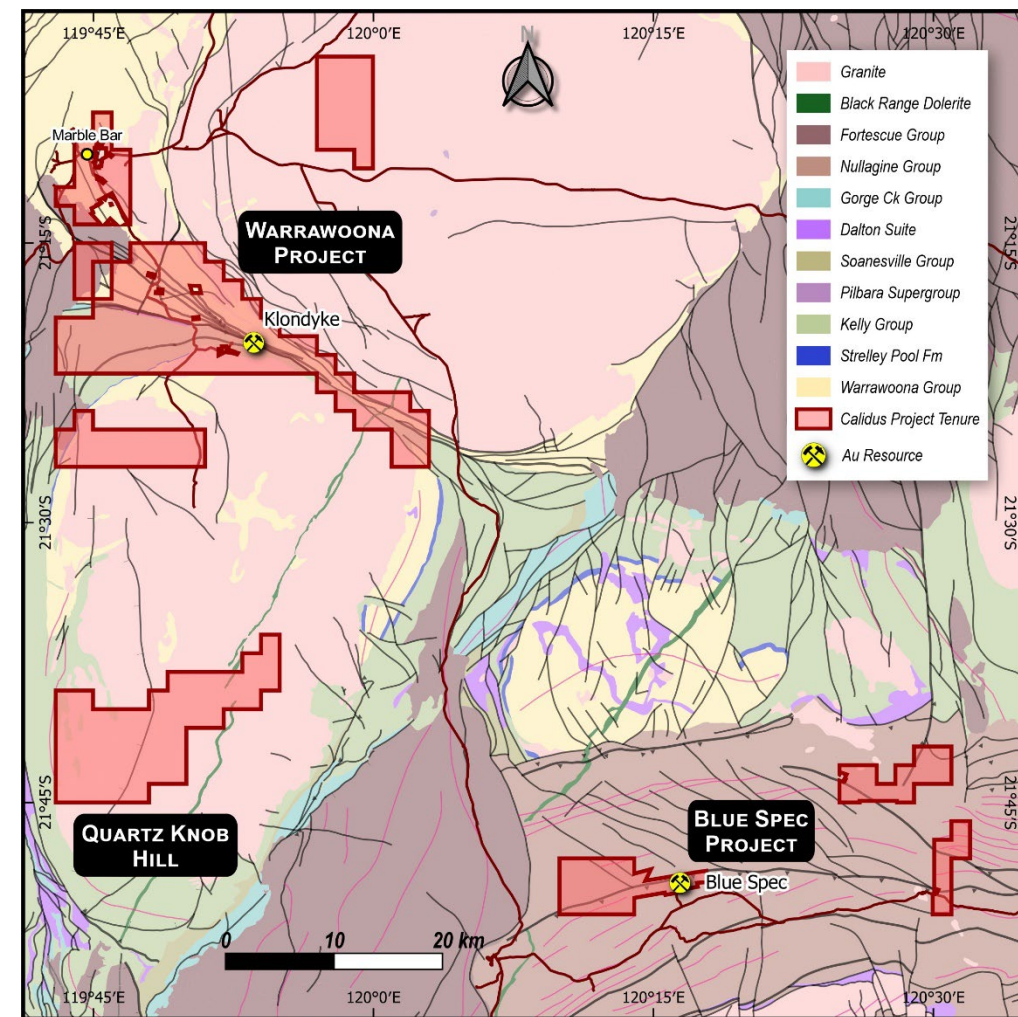 119°45'E
120°0'E
120°15'E
120°30'E
N
Granite
Black Range Dolerite
Fortescue Group
Nullagine Group
Gorge Ck Group
Dalton Suite
Soanesville Group
Pilbara Supergroup
Kelly Group
Strelley Pool Fm
Warrawoona Group
Calidus Project Tenure
Au Resource
Marble Bar
WARRAWOONA
PROJECT
21°15'S
21°15'S
Klondyke
21°30'S
21°30'S
21°45'S
21°45'S
QUARTZ KNOB
HILL
BLUE SPEC
PROJECT
Blue Spec
0 10 20 km
119°45'E
120°0'E
120°15'E
120°30'E